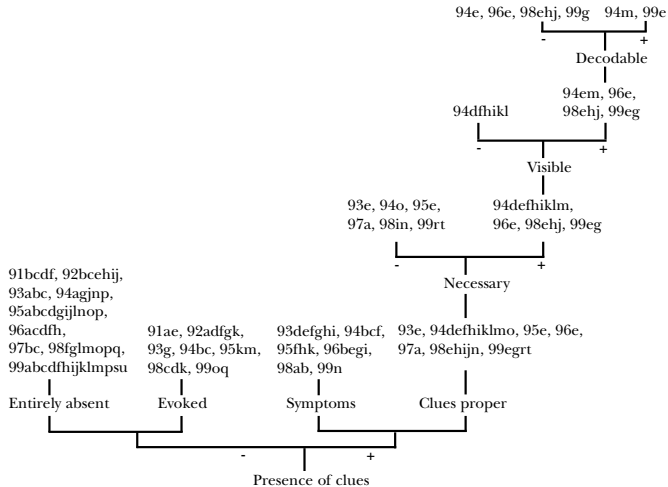 94e, 96e, 98ehj, 99g
94m, 99e
-
+
Decodable
94em, 96e,
98ehj, 99eg
94dfhikl
-
+
Visible
93e, 94o, 95e,
97a, 98in, 99rt
94defhiklm,
96e, 98ehj, 99eg
-
+
Necessary
91bcdf, 92bcehij,
93abc, 94agjnp,
95abcdgijlnop,
96acdfh,
97bc, 98fglmopq,
99abcdfhijklmpsu
91ae, 92adfgk,
93g, 94bc, 95km,
98cdk, 99oq
93defghi, 94bcf,
95fhk, 96begi,
98ab, 99n
93e, 94defhiklmo, 95e, 96e,
97a, 98ehijn, 99egrt
Entirely absent
Evoked
Symptoms
Clues proper
-
+
Presence of clues